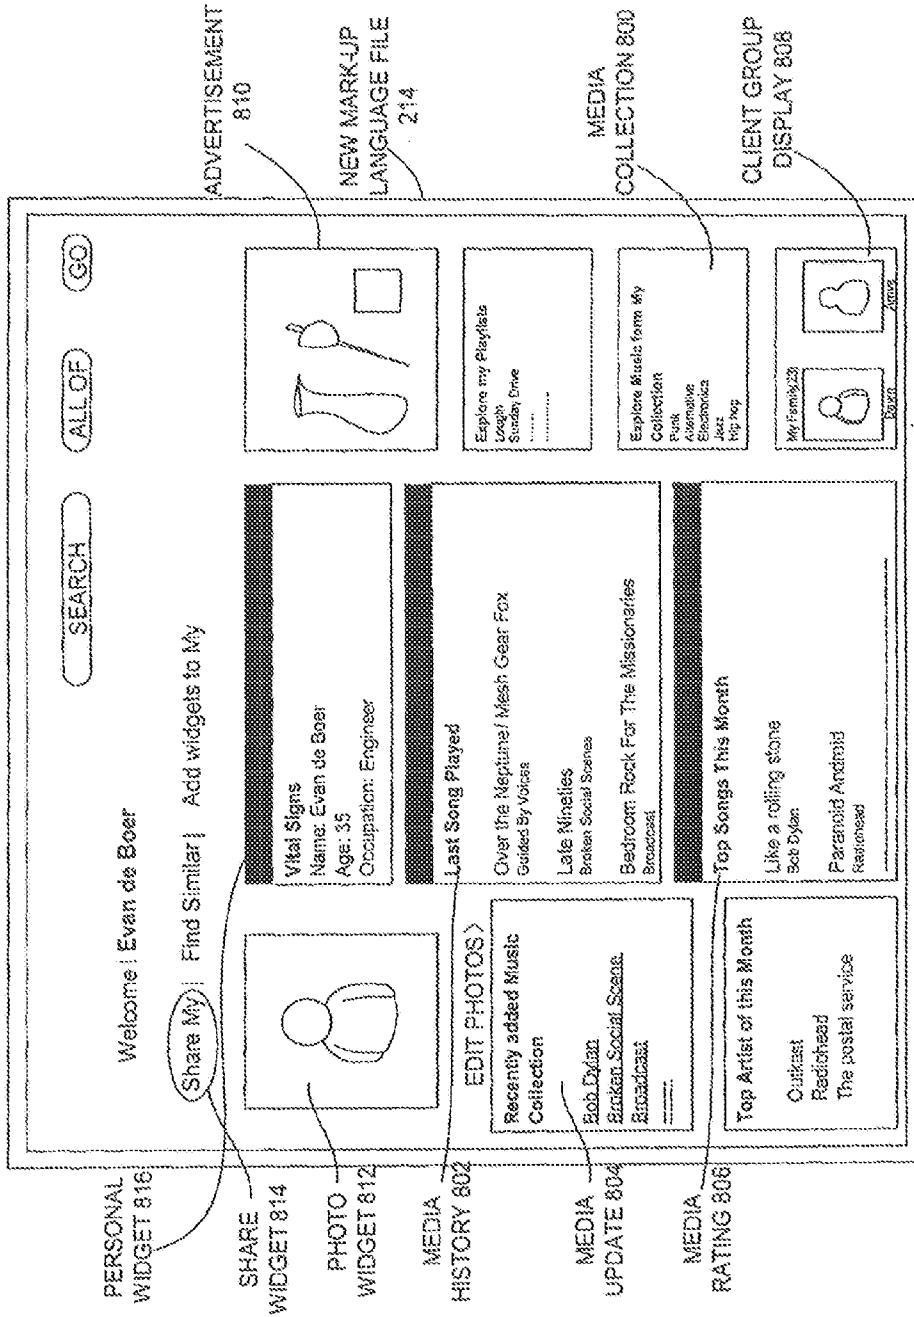 SEARCH
ALL OF
GO
Welcome | Evan de Boer
Share My | Find Similar | Add widgets to My
EDIT PHOTOS>
Recently added Music
Collection
Bob Dylan
Broken Social Scene
Broadcast
Top Artist of this Month
Outkast
Radiohead
The postal service
Vital Signs
Name: Evan de Boer
Age: 35
Occupation: Engineer
Last Song Played
Over the Neptune/ Mesh Gear Fox
Guided By Voices
Late Nineties
Broken Social Scenes
Bedroom Rock For The Missionaries
Broadcast
Top Songs This Month
Like a rolling stone
Bob Dylan
Paranoid Android
Radiohead
Explore my Playlists
Laugh
Sunday Drive
Explore Music form My
Collection
Punk
Alternative
Electronica
Jazz
Hip hop
My Family(23)
Dawn
PERSONAL
WIDGET 816
SHARE
WIDGET 814
PHOTO
WIDGET 812
MEDIA
HISTORY 802
MEDIA
UPDATE 804
MEDIA
RATING 806
ADVERTISEMENT
810
NEW MARK-UP
LANGUAGE FILE
214
MEDIA
COLLECTION 800
CLIENT GROUP
DISPLAY 808